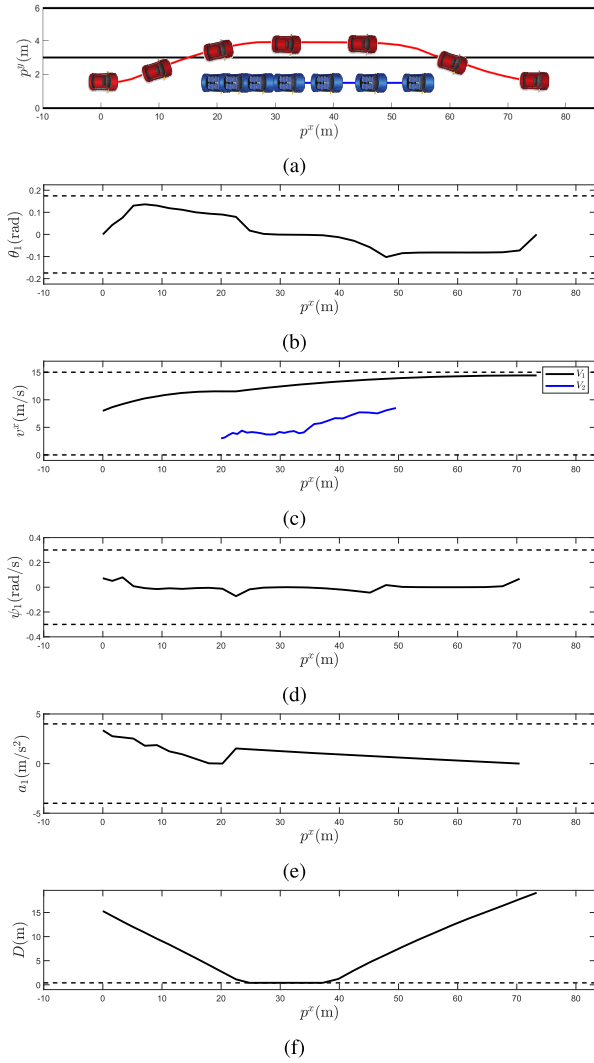 6
4
2
0
p^y(m)
0 10 20 30 40 50 60 70 80
p^x(m)
(a)
0.2
0.1
0
-0.1
-0.2
θ_1(rad)
-10 0 10 20 30 40 50 60 70 80
p^x(m)
(b)
15
10
5
0
v^x(m/s)
V_1
V_2
-10 0 10 20 30 40 50 60 70 80
p^x(m)
(c)
0.4
0.2
0
-0.2
-0.4
ψ_1(rad/s)
-10 0 10 20 30 40 50 60 70 80
p^x(m)
(d)
5
0
-5
a_1(m/s^2)
-10 0 10 20 30 40 50 60 70 80
p^x(m)
(e)
15
10
5
0
D(m)
-10 0 10 20 30 40 50 60 70 80
p^x(m)
(f)